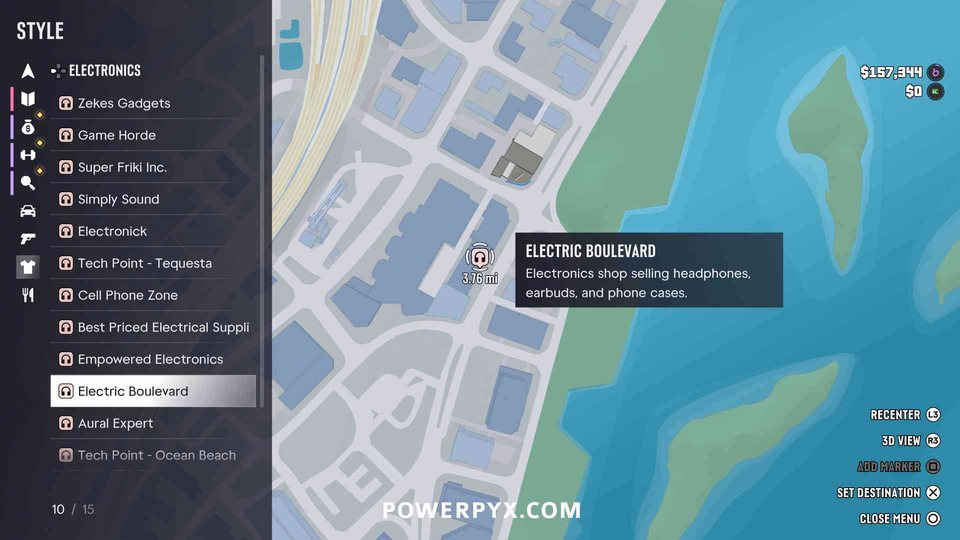 STYLE
ELECTRONICS
Zekes Gadgets
Game Horde
Super Friki Inc.
Simply Sound
Electronick
Tech Point - Tequesta
Cell Phone Zone
Best Priced Electrical Suppli
Empowered Electronics
Electric Boulevard
Aural Expert
Tech Point - Ocean Beach
10 / 15
3.76 mi
ELECTRIC BOULEVARD
Electronics shop selling headphones,
earbuds, and phone cases.
$157,344
$0
RECENTER L3
3D VIEW R3
ADD MARKER
SET DESTINATION
CLOSE MENU
POWERPYX.COM